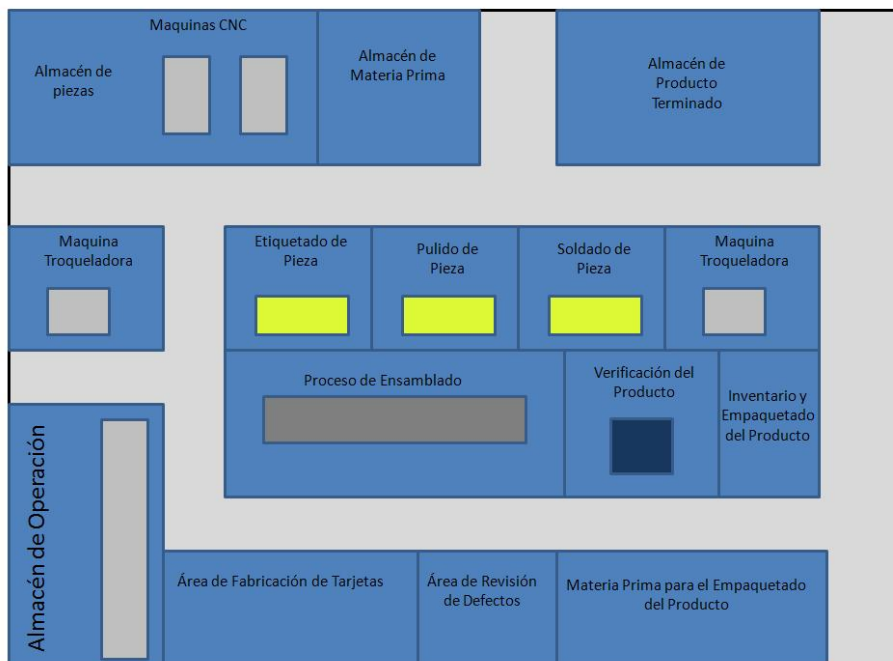 Maquinas CNC
Almacén de
piezas
Almacén de
Materia Prima
Almacén de
Producto
Terminado
Maquina
Troqueladora
Etiquetado de
Pieza
Pulido de
Pieza
Soldado de
Pieza
Maquina
Troqueladora
Proceso de Ensamblado
Verificación del
Producto
Inventario y
Empaquetado
del Producto
Almacén de Operación
Área de Fabricación de Tarjetas
Área de Revisión
de Defectos
Materia Prima para el Empaquetado
del Producto